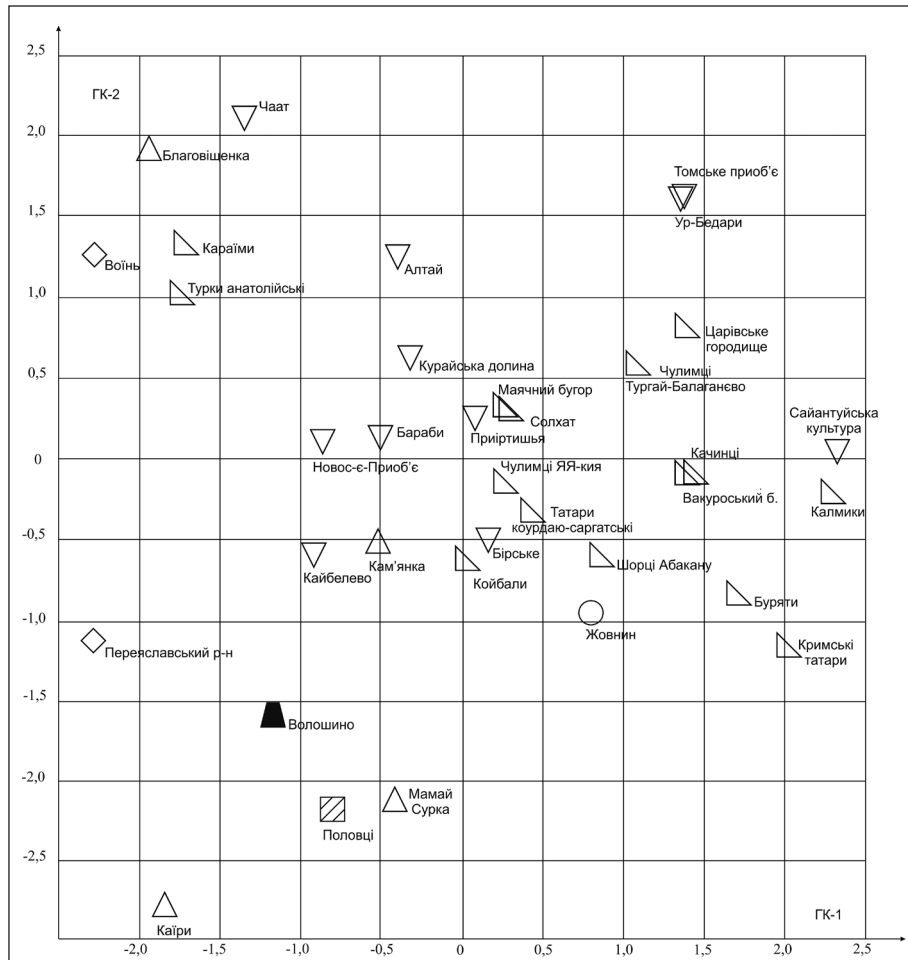 2,5
ГК-2
Чаат
2,0
Благовіщенка
Томське приоб'є
1,5
Ур-Бедари
Караїми
Воїнь
Алтай
Турки анатолійські
1,0
Царівське
городище
Курайська долина
Чулимці
Тургай-Балаганєво
0,5
Маячний бугор
Солхат
Сайантуйська
культура
Бараби
Приіртишья
0
Новос-є-Приоб'є
Качинці
Чулимці ЯЯ-кия
Вакуроський б.
Калмики
Татари
коурдаю-саргатські
-0,5
Бірське
Кам'янка
Кайбелево
Койбали
Шорці Абакану
Буряти
-1,0
Жовнин
Переяславський р-н
Кримські
татари
-1,5
Волошино
-2,0
Мамай
Сурка
Половці
-2,5
ГК-1
Каїри
-2,0 -1,5 -1,0 -0,5 0 0,5 1,0 1,5 2,0 2,5